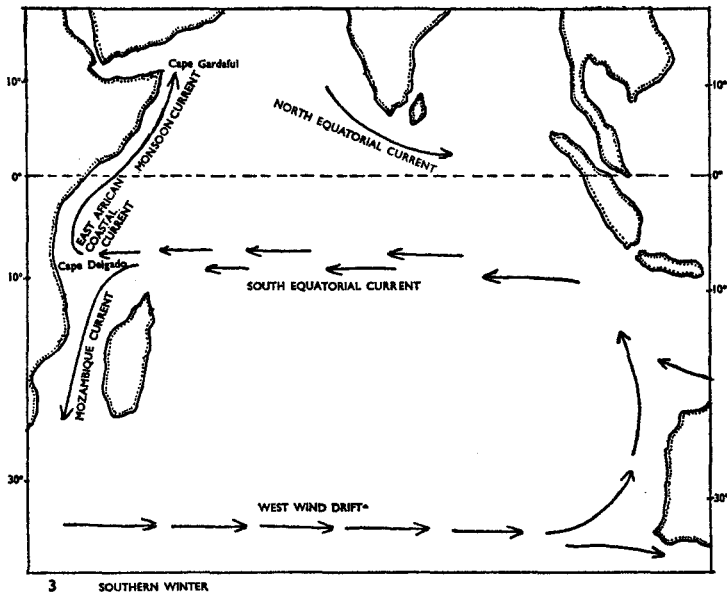 Cape Gardafui
10°
10°
MONSOON CURRENT
NORTH EQUATORIAL CURRENT
0°
0°
EAST AFRICAN
COASTAL
CURRENT
Cape Delgado
10°
10°
SOUTH EQUATORIAL CURRENT
MOZAMBIQUE CURRENT
30°
30°
WEST WIND DRIFT
3 SOUTHERN WINTER